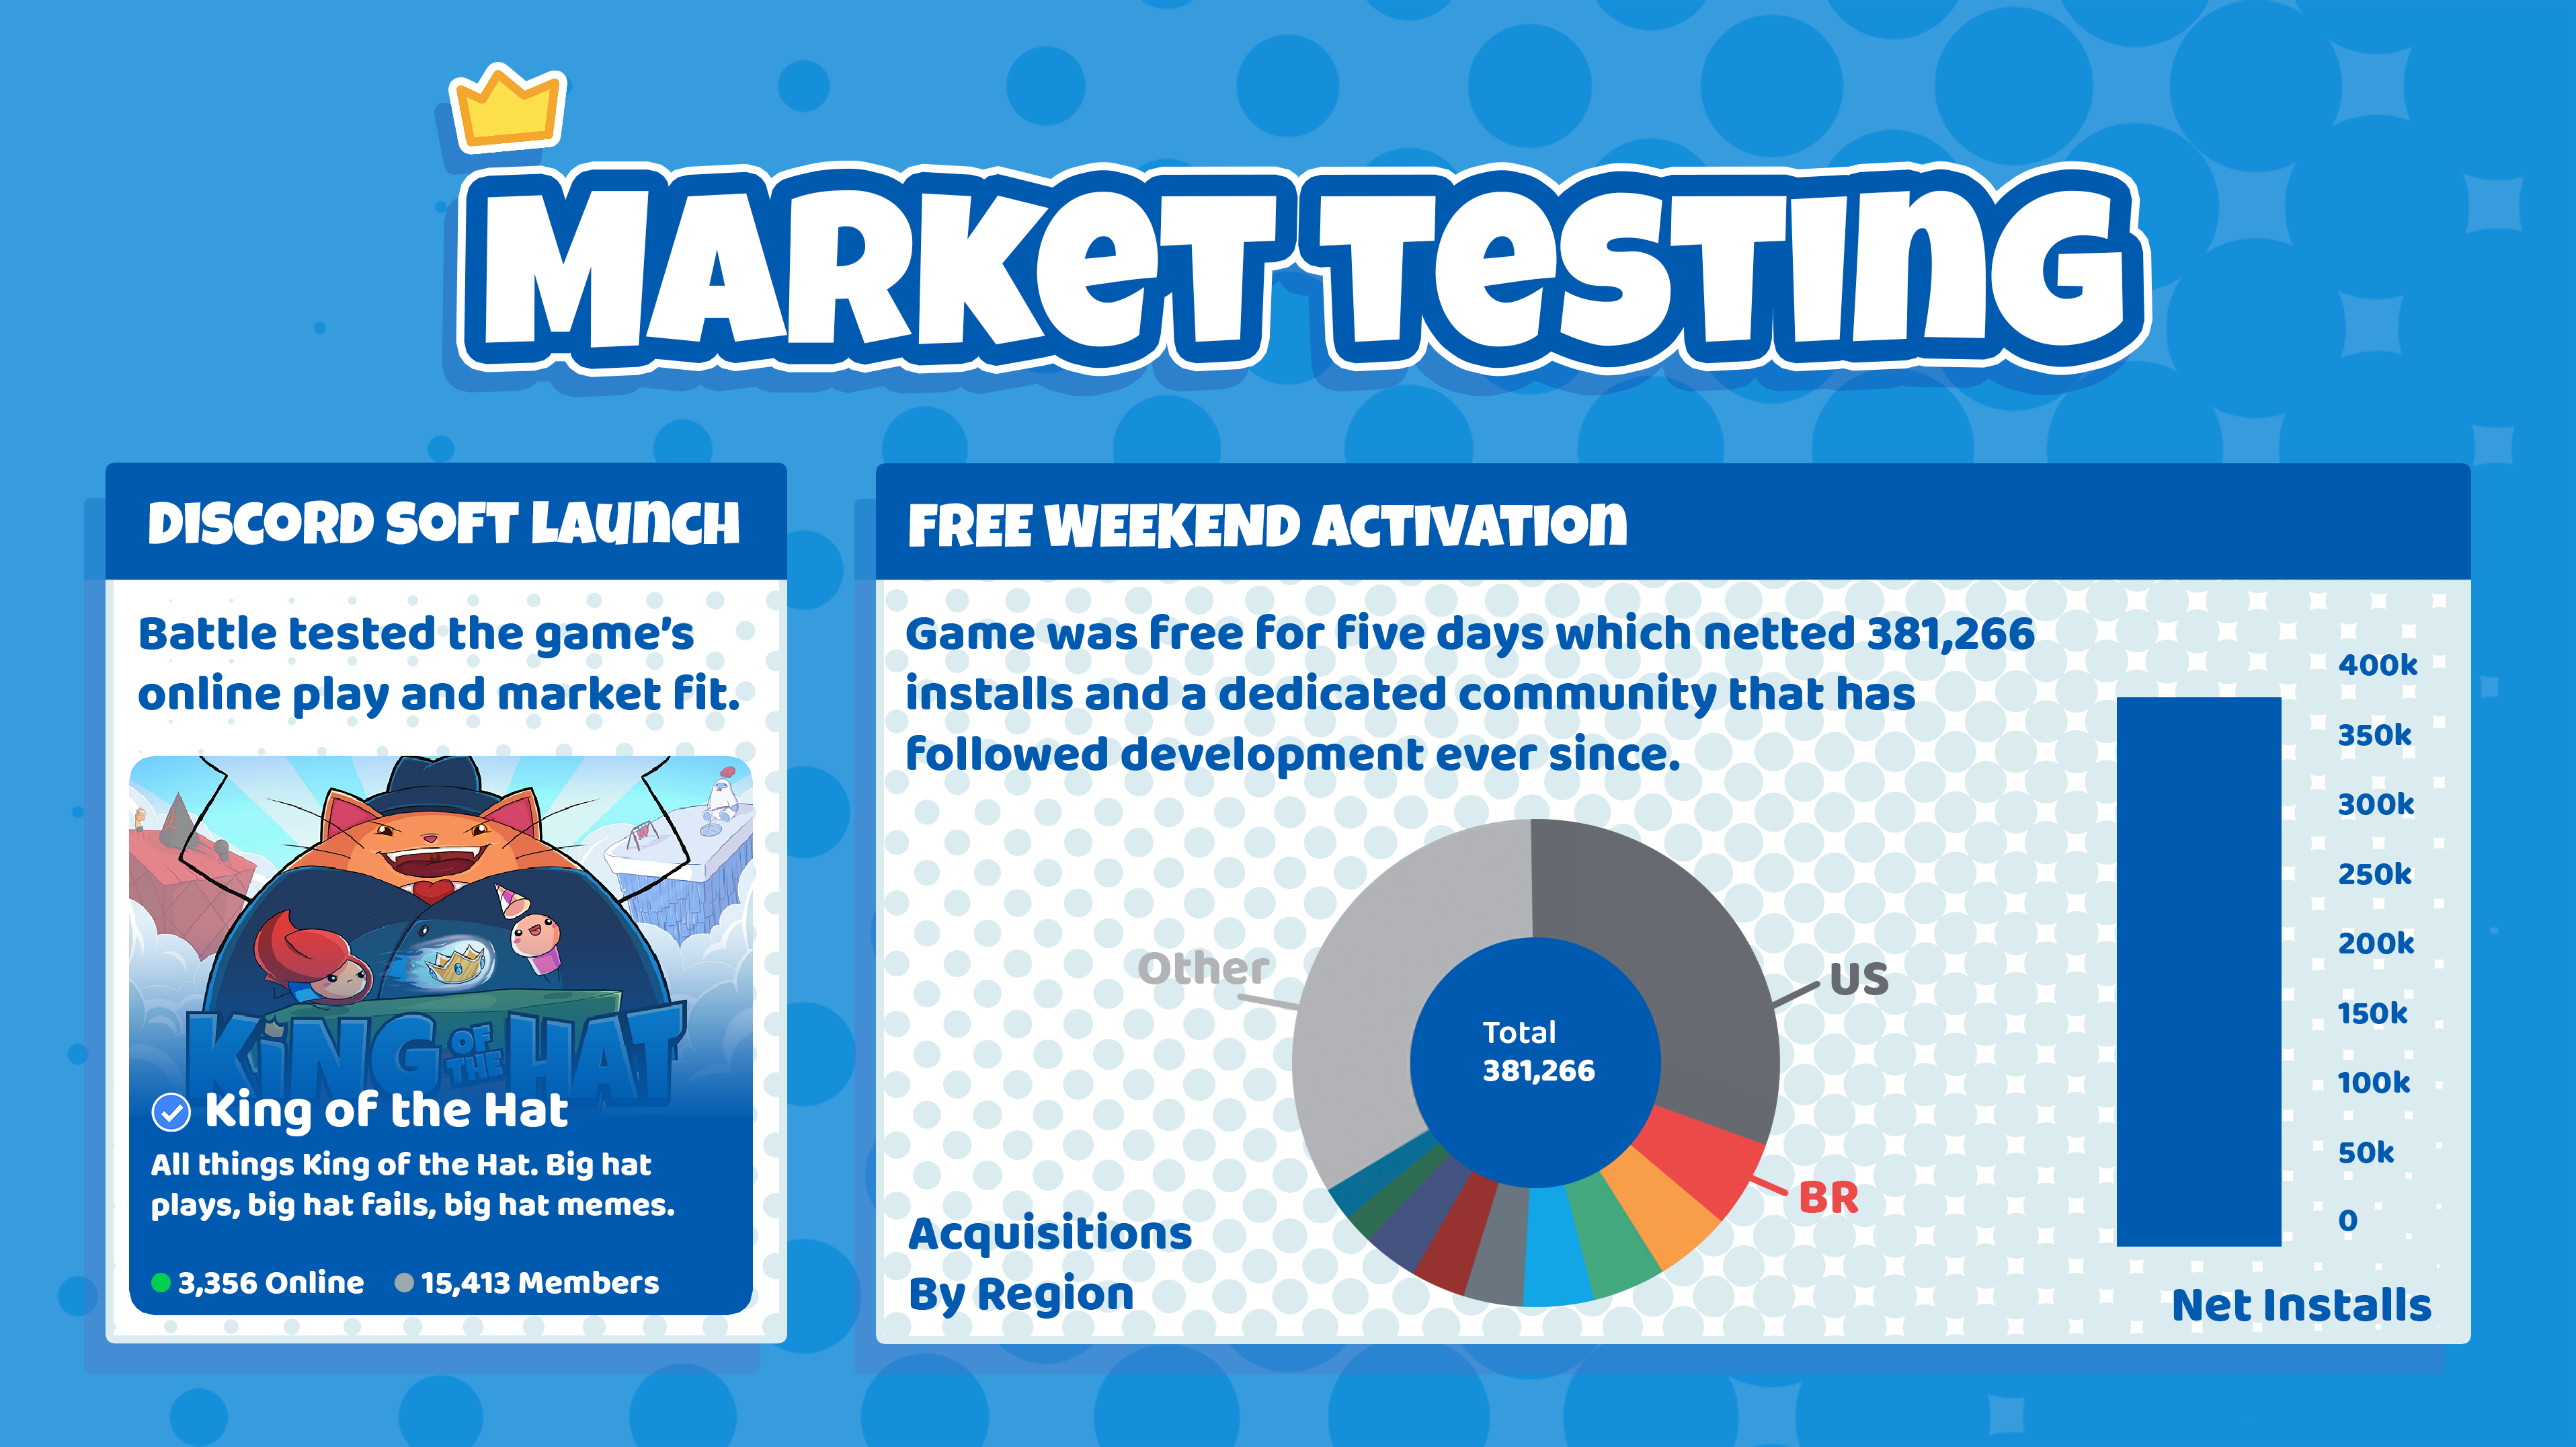 MARKET TESTING
DISCORD SOFT LAUNCH
Battle tested the game's
online play and market fit.
KING OF THE HAT
King of the Hat
All things King of the Hat. Big hat
plays, big hat fails, big hat memes.
3,356 Online 15,413 Members
FREE WEEKEND ACTIVATION
Game was free for five days which netted 381,266
installs and a dedicated community that has
followed development ever since.
Other
US
Total
381,266
BR
Acquisitions
By Region
400k
350k
300k
250k
200k
150k
100k
50k
0
Net Installs